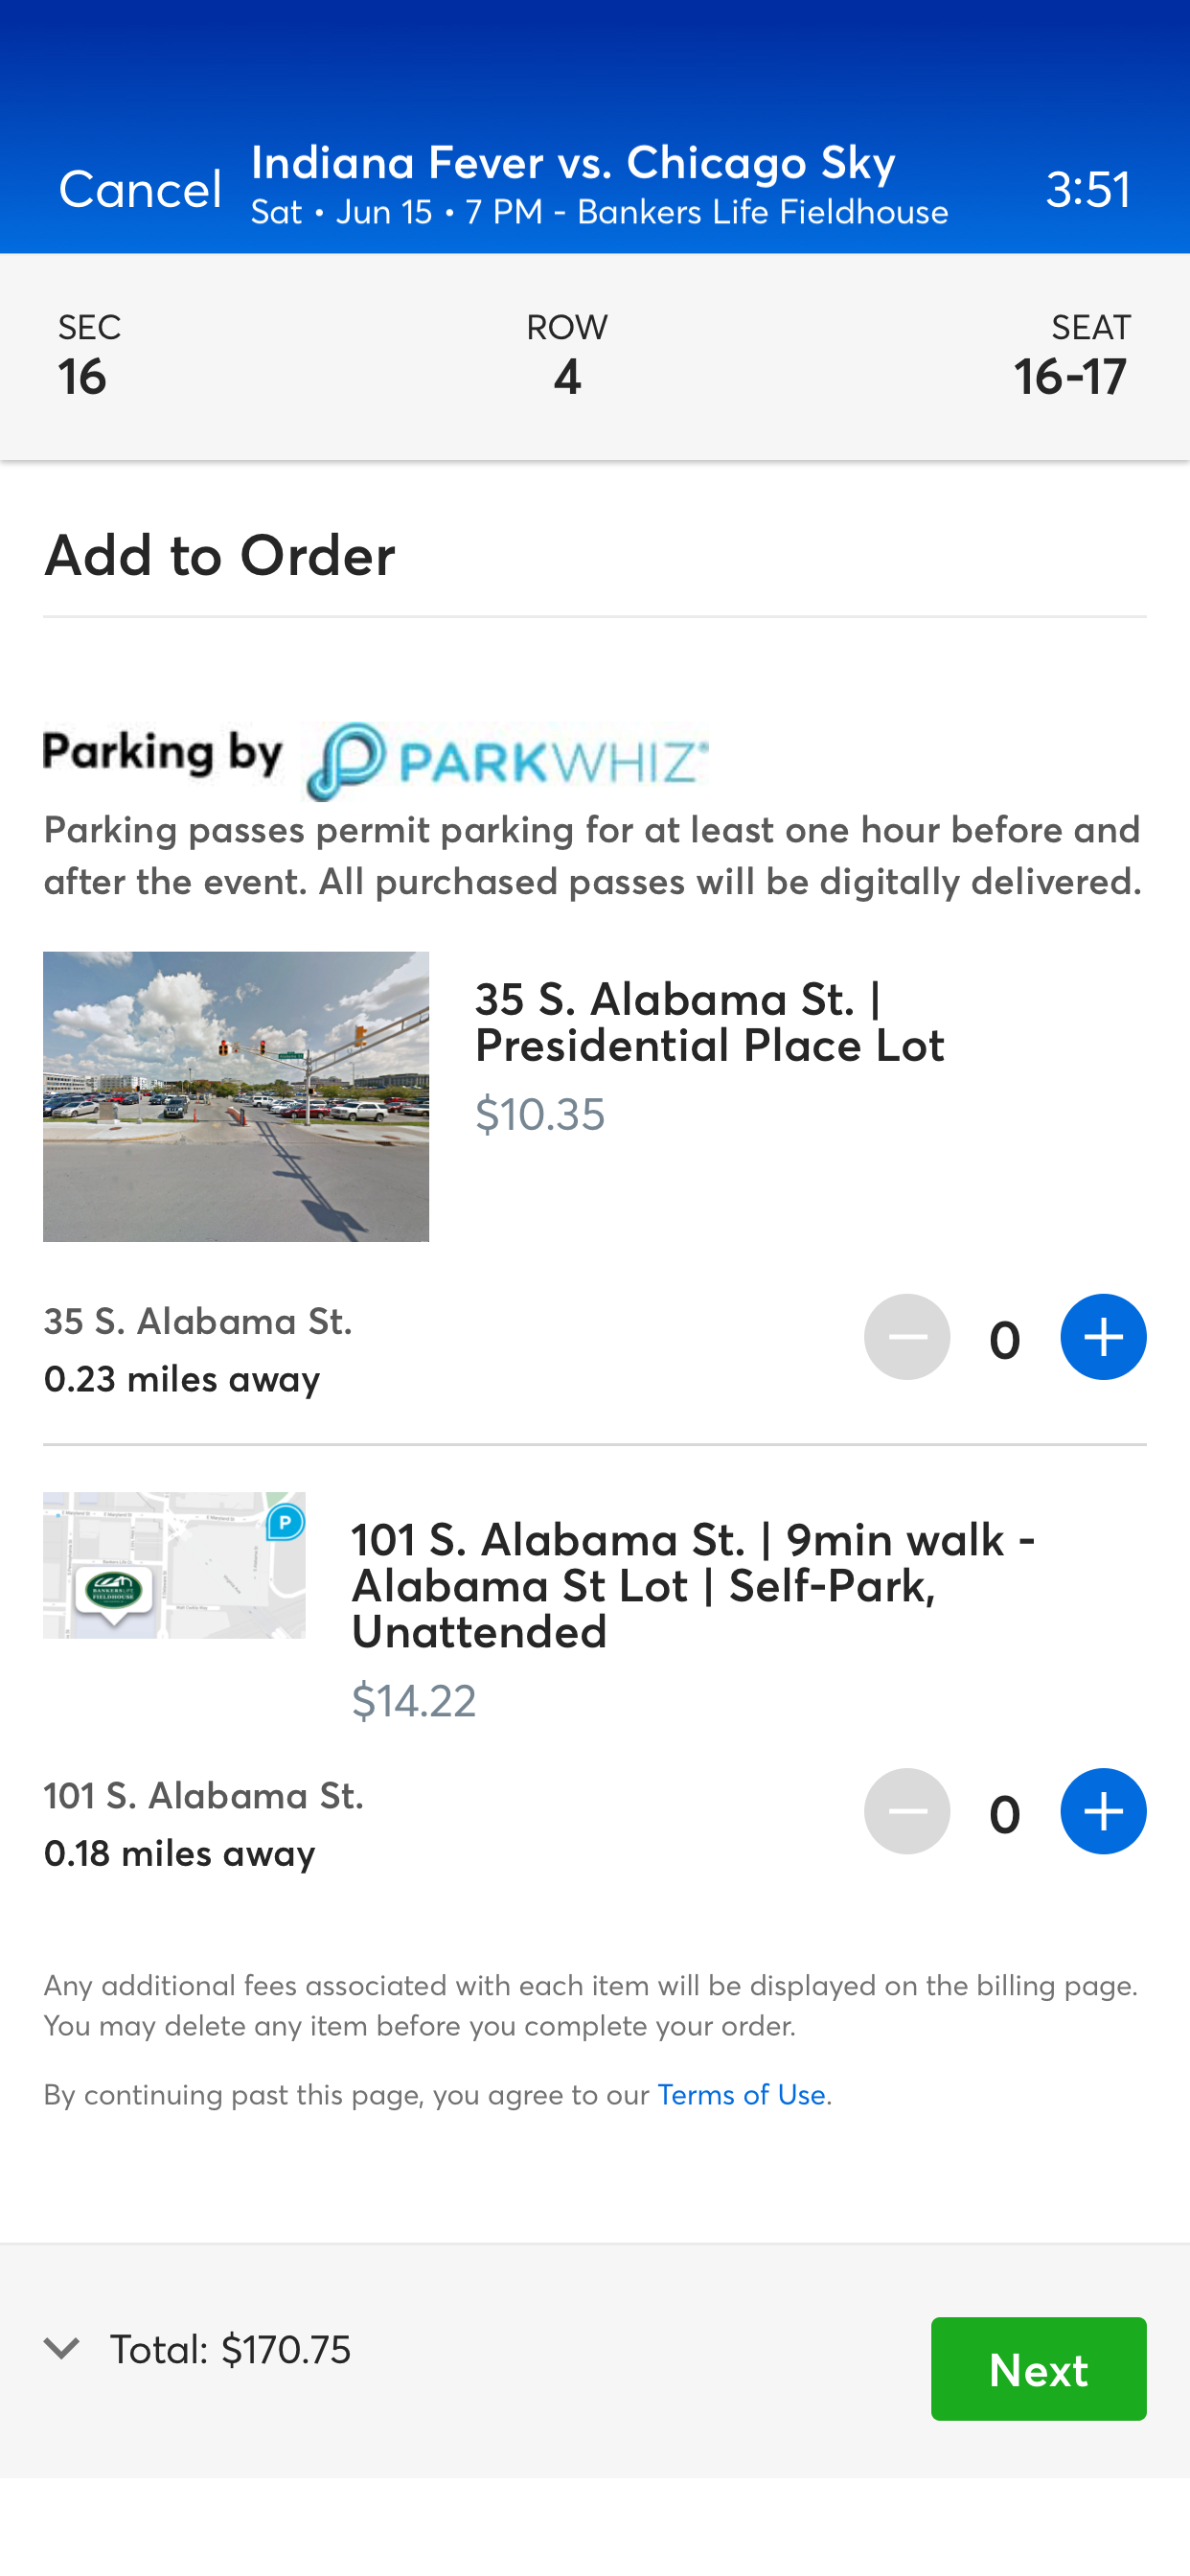 Cancel
Indiana Fever vs. Chicago Sky
Sat • Jun 15 • 7 PM - Bankers Life Fieldhouse
3:51
SEC
16
ROW
4
SEAT
16-17
Add to Order
Parking by PARKWHIZ®
Parking passes permit parking for at least one hour before and
after the event. All purchased passes will be digitally delivered.
35 S. Alabama St. |
Presidential Place Lot
$10.35
35 S. Alabama St.
0.23 miles away
0
P
BANKERS LIFE
FIELDHOUSE
101 S. Alabama St. | 9min walk -
Alabama St Lot | Self-Park,
Unattended
$14.22
101 S. Alabama St.
0.18 miles away
0
Any additional fees associated with each item will be displayed on the billing page.
You may delete any item before you complete your order.
By continuing past this page, you agree to our Terms of Use.
Total: $170.75
Next